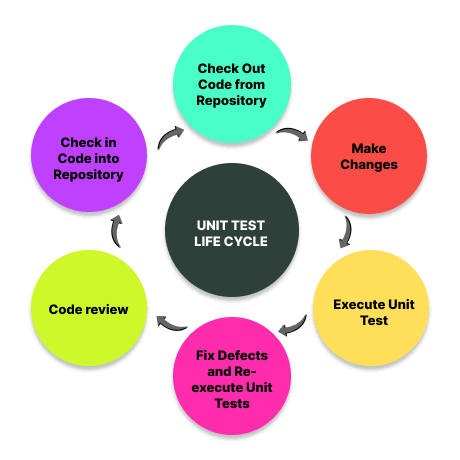 Check Out
Code from
Repository
Make
Changes
Execute Unit
Test
Fix Defects
and Re-
execute Unit
Tests
Code review
Check in
Code into
Repository
UNIT TEST
LIFE CYCLE